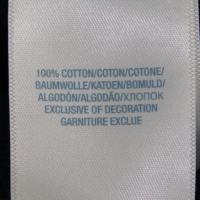 100% COTTON/COTON/COTONE/
BAUMWOLLE/KATOEN/BOMULD/
ALGODÓN/ALGODÃO/ХЛОПОК
EXCLUSIVE OF DECORATION
GARNITURE EXCLUE